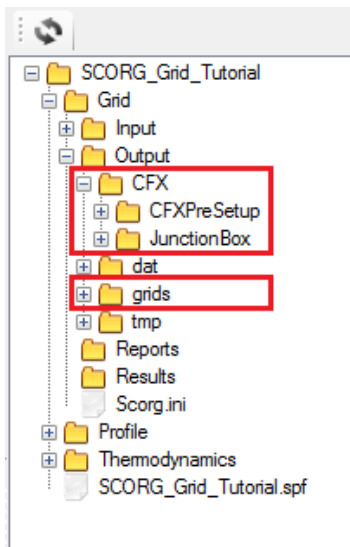 SCORG_Grid_Tutorial
Grid
Input
Output
CFX
CFXPreSetup
JunctionBox
dat
grids
tmp
Reports
Results
Scorg.ini
Profile
Thermodynamics
SCORG_Grid_Tutorial.spf